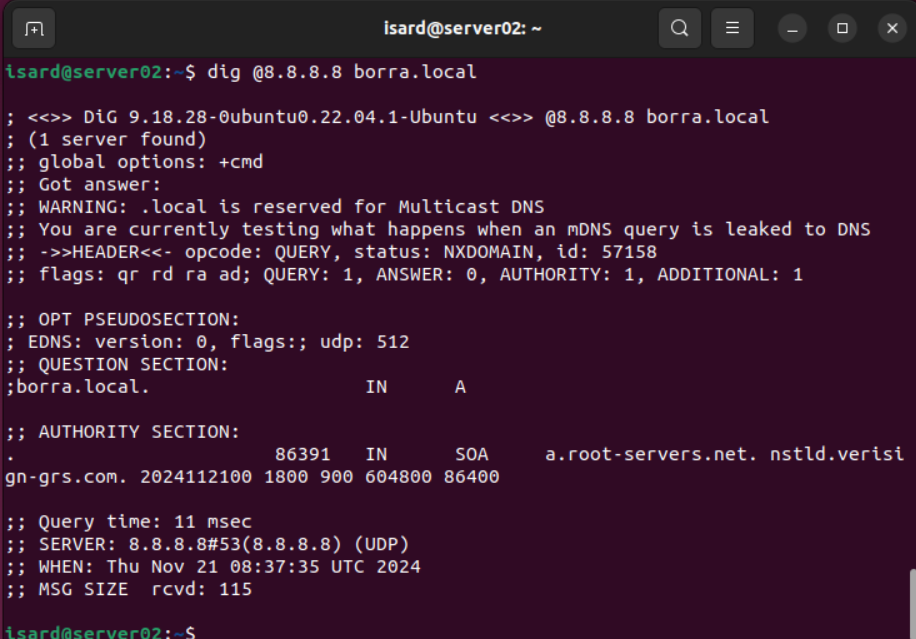 isard@server02: ~
isard@server02:~$ dig @8.8.8.8 borra.local

; <<>> DiG 9.18.28-0ubuntu0.22.04.1-Ubuntu <<>> @8.8.8.8 borra.local
; (1 server found)
;; global options: +cmd
;; Got answer:
;; WARNING: .local is reserved for Multicast DNS
;; You are currently testing what happens when an mDNS query is leaked to DNS
;; ->>HEADER<<- opcode: QUERY, status: NXDOMAIN, id: 57158
;; flags: qr rd ra ad; QUERY: 1, ANSWER: 0, AUTHORITY: 1, ADDITIONAL: 1

;; OPT PSEUDOSECTION:
; EDNS: version: 0, flags:; udp: 512
;; QUESTION SECTION:
;borra.local.                   IN      A

;; AUTHORITY SECTION:
.                       86391   IN      SOA     a.root-servers.net. nstld.verisi
gn-grs.com. 2024112100 1800 900 604800 86400

;; Query time: 11 msec
;; SERVER: 8.8.8.8#53(8.8.8.8) (UDP)
;; WHEN: Thu Nov 21 08:37:35 UTC 2024
;; MSG SIZE  rcvd: 115

isard@server02:~$